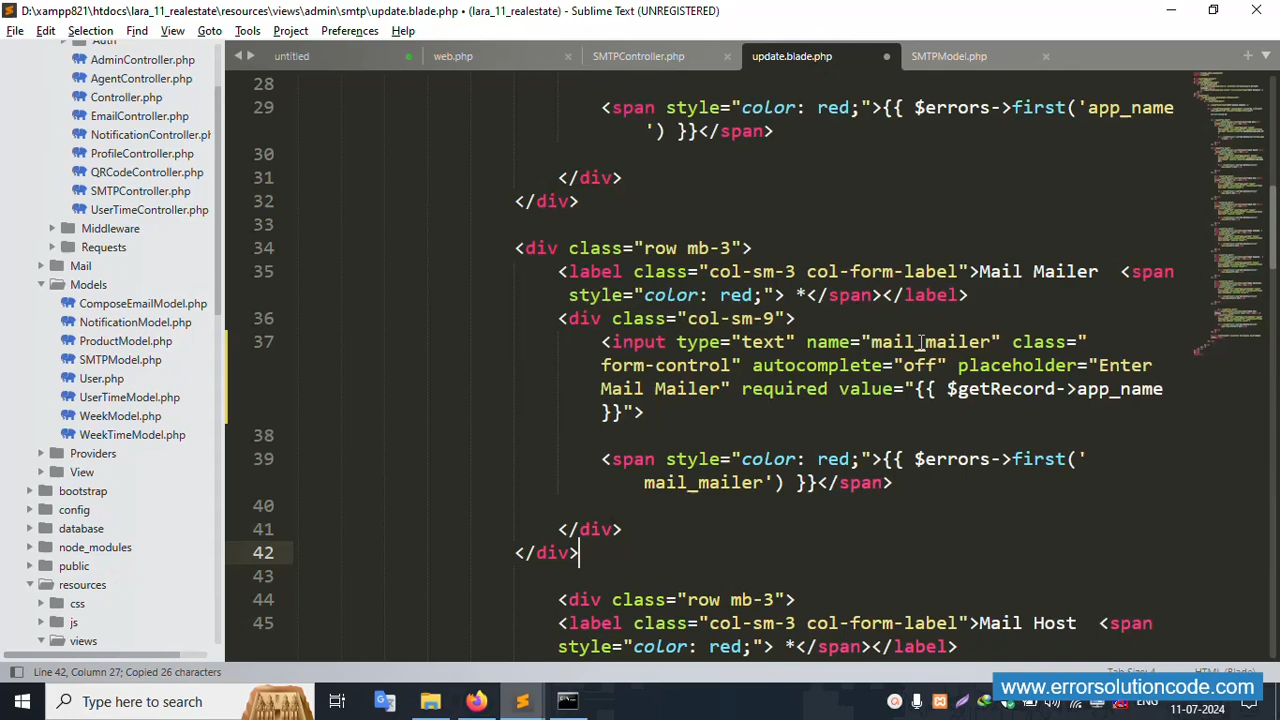 D:\xampp821\htdocs\lara_11_realestate\resources\views\admin\smtp\update.blade.php • (lara_11_realestate) - Sublime Text (UNREGISTERED)
File Edit Selection Find View Goto Tools Project Preferences Help
untitled web.php SMTPController.php update.blade.php SMTPModel.php
Auth
AdminController.php
AgentController.php
Controller.php
EmailController.php
NotificationController.ph
ProfileController.php
QRCodeController.php
SMTPController.php
UserTimeController.php
Middleware
Requests
Mail
Models
ComposeEmailModel.php
NotificationModel.php
ProductModel.php
SMTPModel.php
User.php
UserTimeModel.php
WeekModel.php
WeekTimeModel.php
Providers
View
bootstrap
config
database
node_modules
public
resources
css
js
views
28
29 <span style="color: red;">{{ $errors->first('app_name
') }}</span>
30
31 </div>
32 </div>
33
34 <div class="row mb-3">
35 <label class="col-sm-3 col-form-label">Mail Mailer <span
style="color: red;"> *</span></label>
36 <div class="col-sm-9">
37 <input type="text" name="mail_mailer" class="
form-control" autocomplete="off" placeholder="Enter
Mail Mailer" required value="{{ $getRecord->app_name
}}">
38
39 <span style="color: red;">{{ $errors->first('
mail_mailer') }}</span>
40
41 </div>
42 </div>
43
44 <div class="row mb-3">
45 <label class="col-sm-3 col-form-label">Mail Host <span
style="color: red;"> *</span></label>
Line 42, Column 27; Copied 26 characters
Type here to search
www.errorsolutioncode.com
ENG
11-07-2024